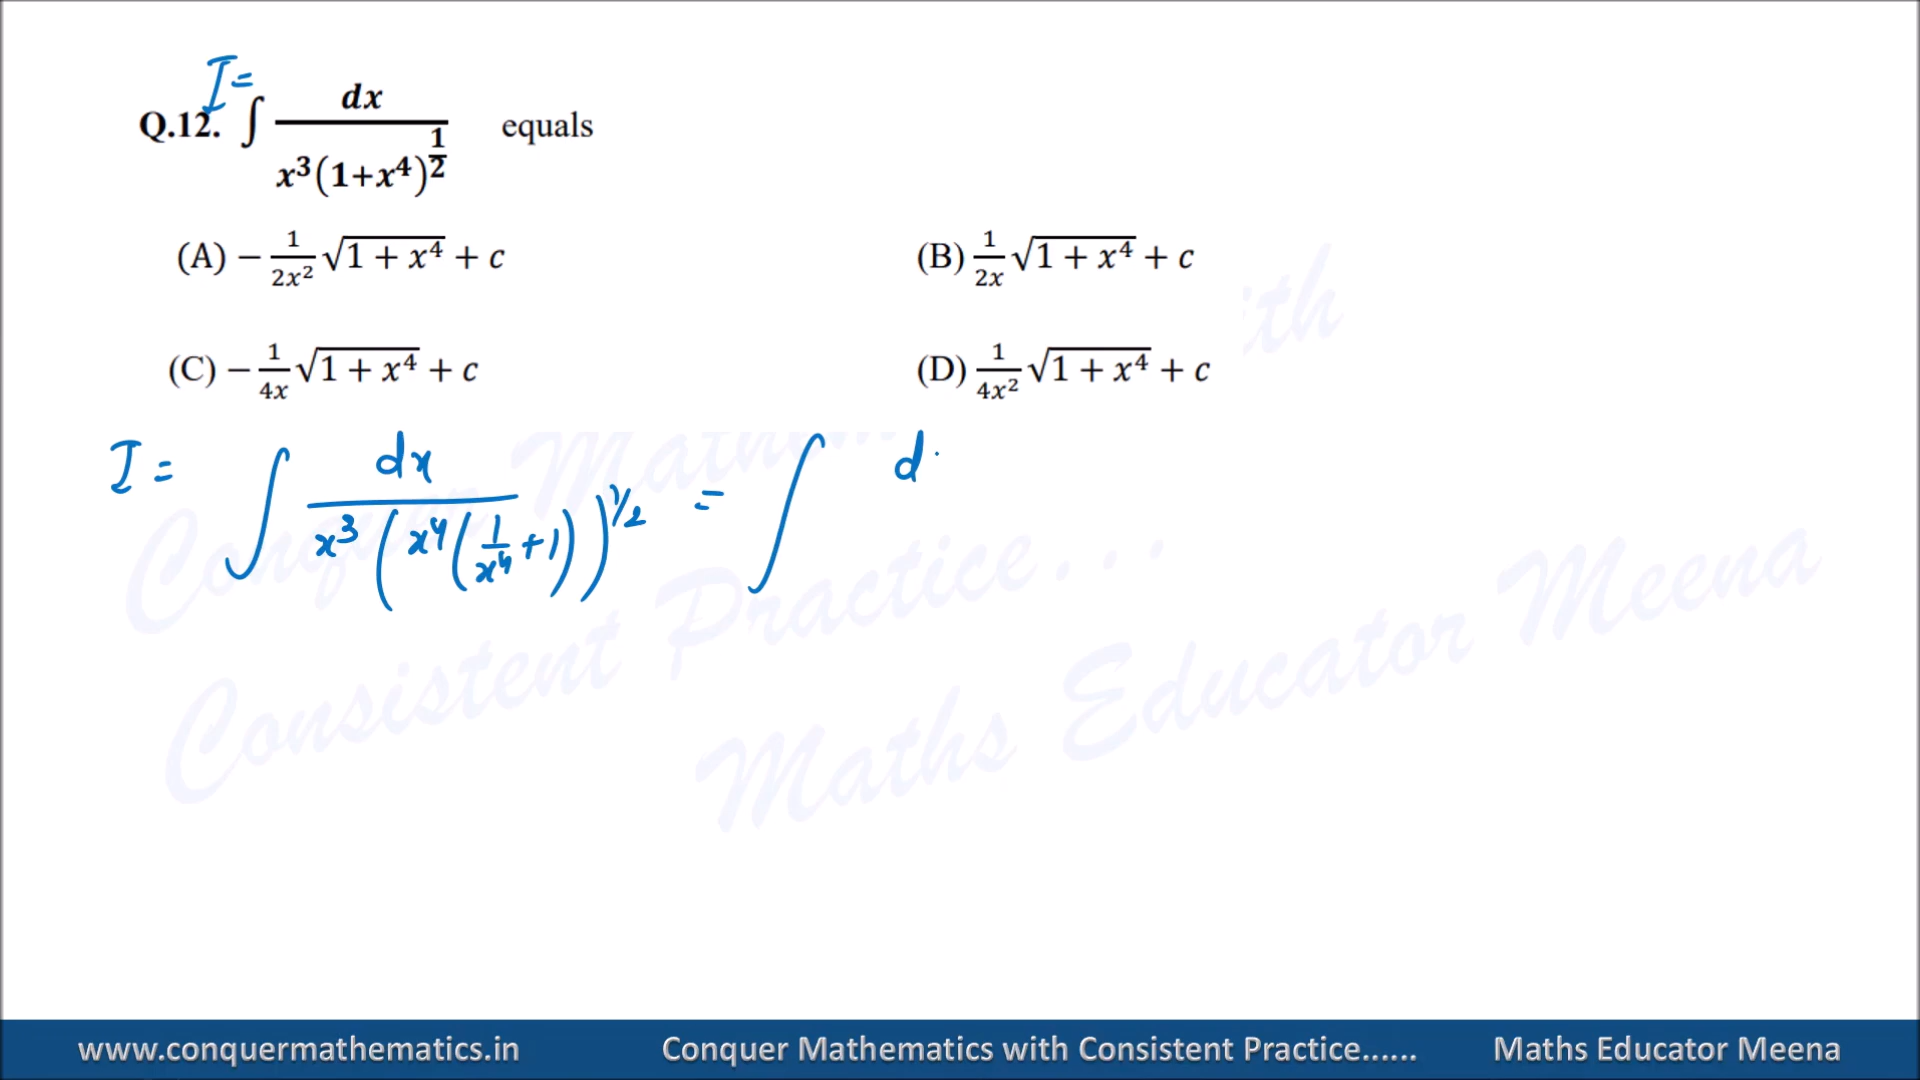 I =
Q.12. ∫ dx / x³(1+x⁴)^(1/2) equals
(A) − 1/2x² √1 + x⁴ + c
(B) 1/2x √1 + x⁴ + c
(C) − 1/4x √1 + x⁴ + c
(D) 1/4x² √1 + x⁴ + c
I = ∫ dx / x³ (x⁴(1/x⁴ + 1))^(1/2) = ∫ d
Conquer Mathem ith
Consistent Practice...
Maths Educator Meena
www.conquermathematics.in
Conquer Mathematics with Consistent Practice......
Maths Educator Meena